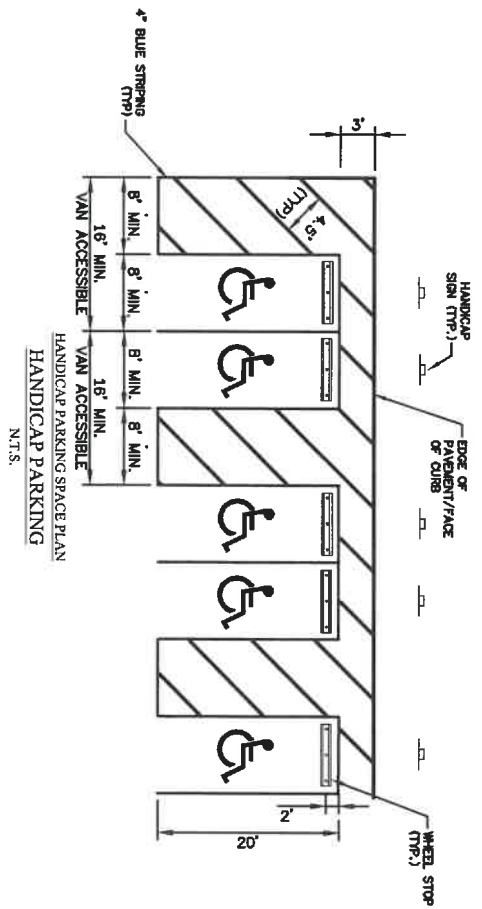 4" BLUE STRIPING
(TYP)
3'
4.5'
(TYP)
HANDICAP
SIGN (TYP.)
EDGE OF
PAVEMENT/FACE
OF CURB
WHEEL STOP
(TYP.)
2'
20'
8' MIN.
8' MIN.
8' MIN.
8' MIN.
16' MIN.
VAN ACCESSIBLE
16' MIN.
VAN ACCESSIBLE
HANDICAP PARKING SPACE PLAN
HANDICAP PARKING
N.T.S.